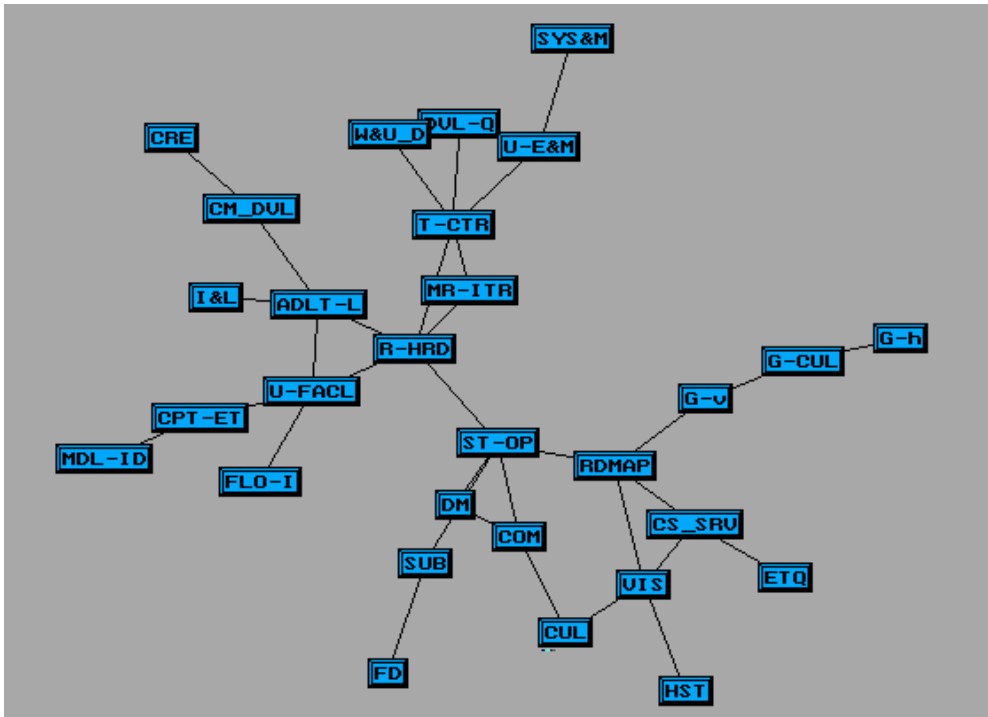 SYS&M
DVL-Q
W&U_D
CRE
U-E&M
CM_DVL
T-CTR
MR-ITR
I&L
ADLT-L
G-h
R-HRD
G-CUL
U-FACL
G-v
CPT-ET
ST-OP
MDL-ID
RDMAP
FLO-I
DM
CS_SRV
COM
SUB
ETQ
VIS
CUL
FD
HST